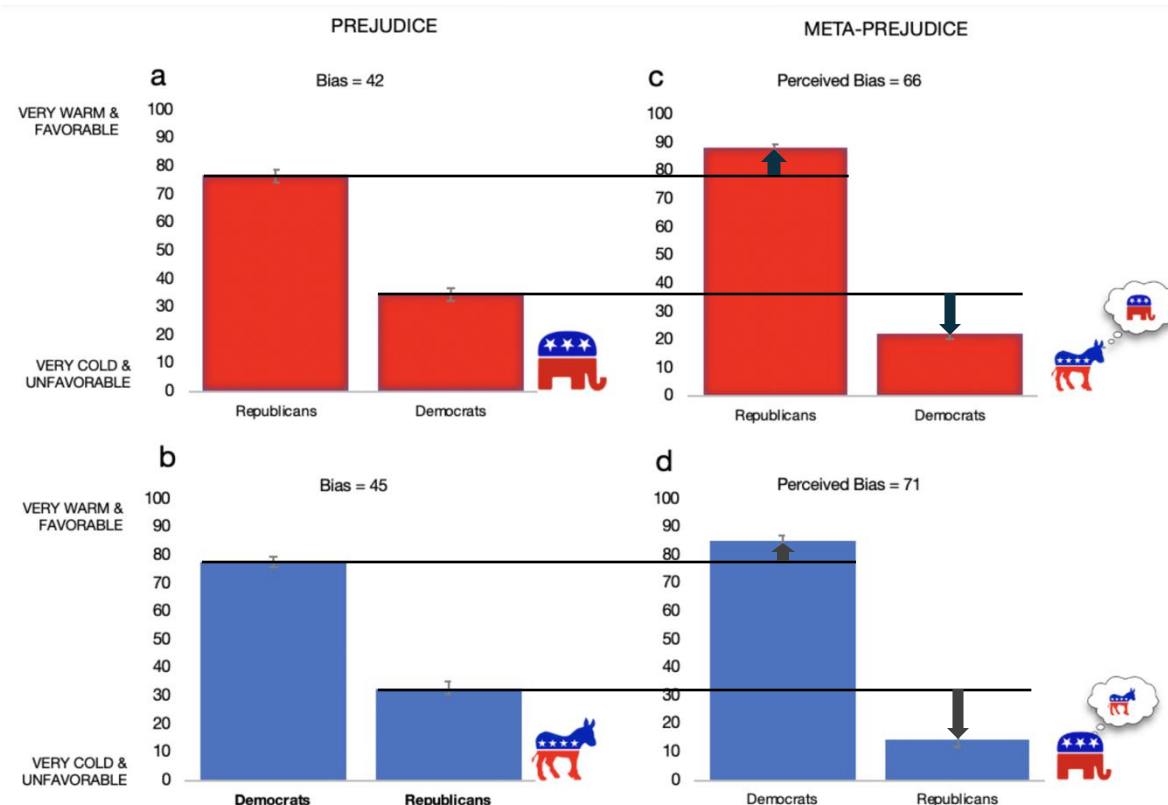 PREJUDICE
META-PREJUDICE
a
Bias = 42
VERY WARM &
FAVORABLE
100
90
80
70
60
50
40
30
20
10
0
VERY COLD &
UNFAVORABLE
Republicans
Democrats
c
Perceived Bias = 66
100
90
80
70
60
50
40
30
20
10
0
Republicans
Democrats
b
Bias = 45
VERY WARM &
FAVORABLE
100
90
80
70
60
50
40
30
20
10
0
VERY COLD &
UNFAVORABLE
Democrats
Republicans
d
Perceived Bias = 71
100
90
80
70
60
50
40
30
20
10
0
Democrats
Republicans